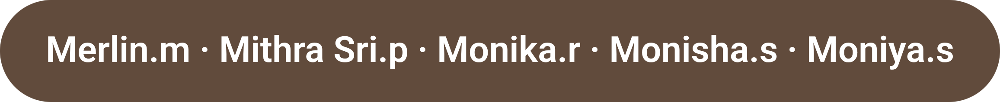 Merlin.m · Mithra Sri.p · Monika.r · Monisha.s · Moniya.s